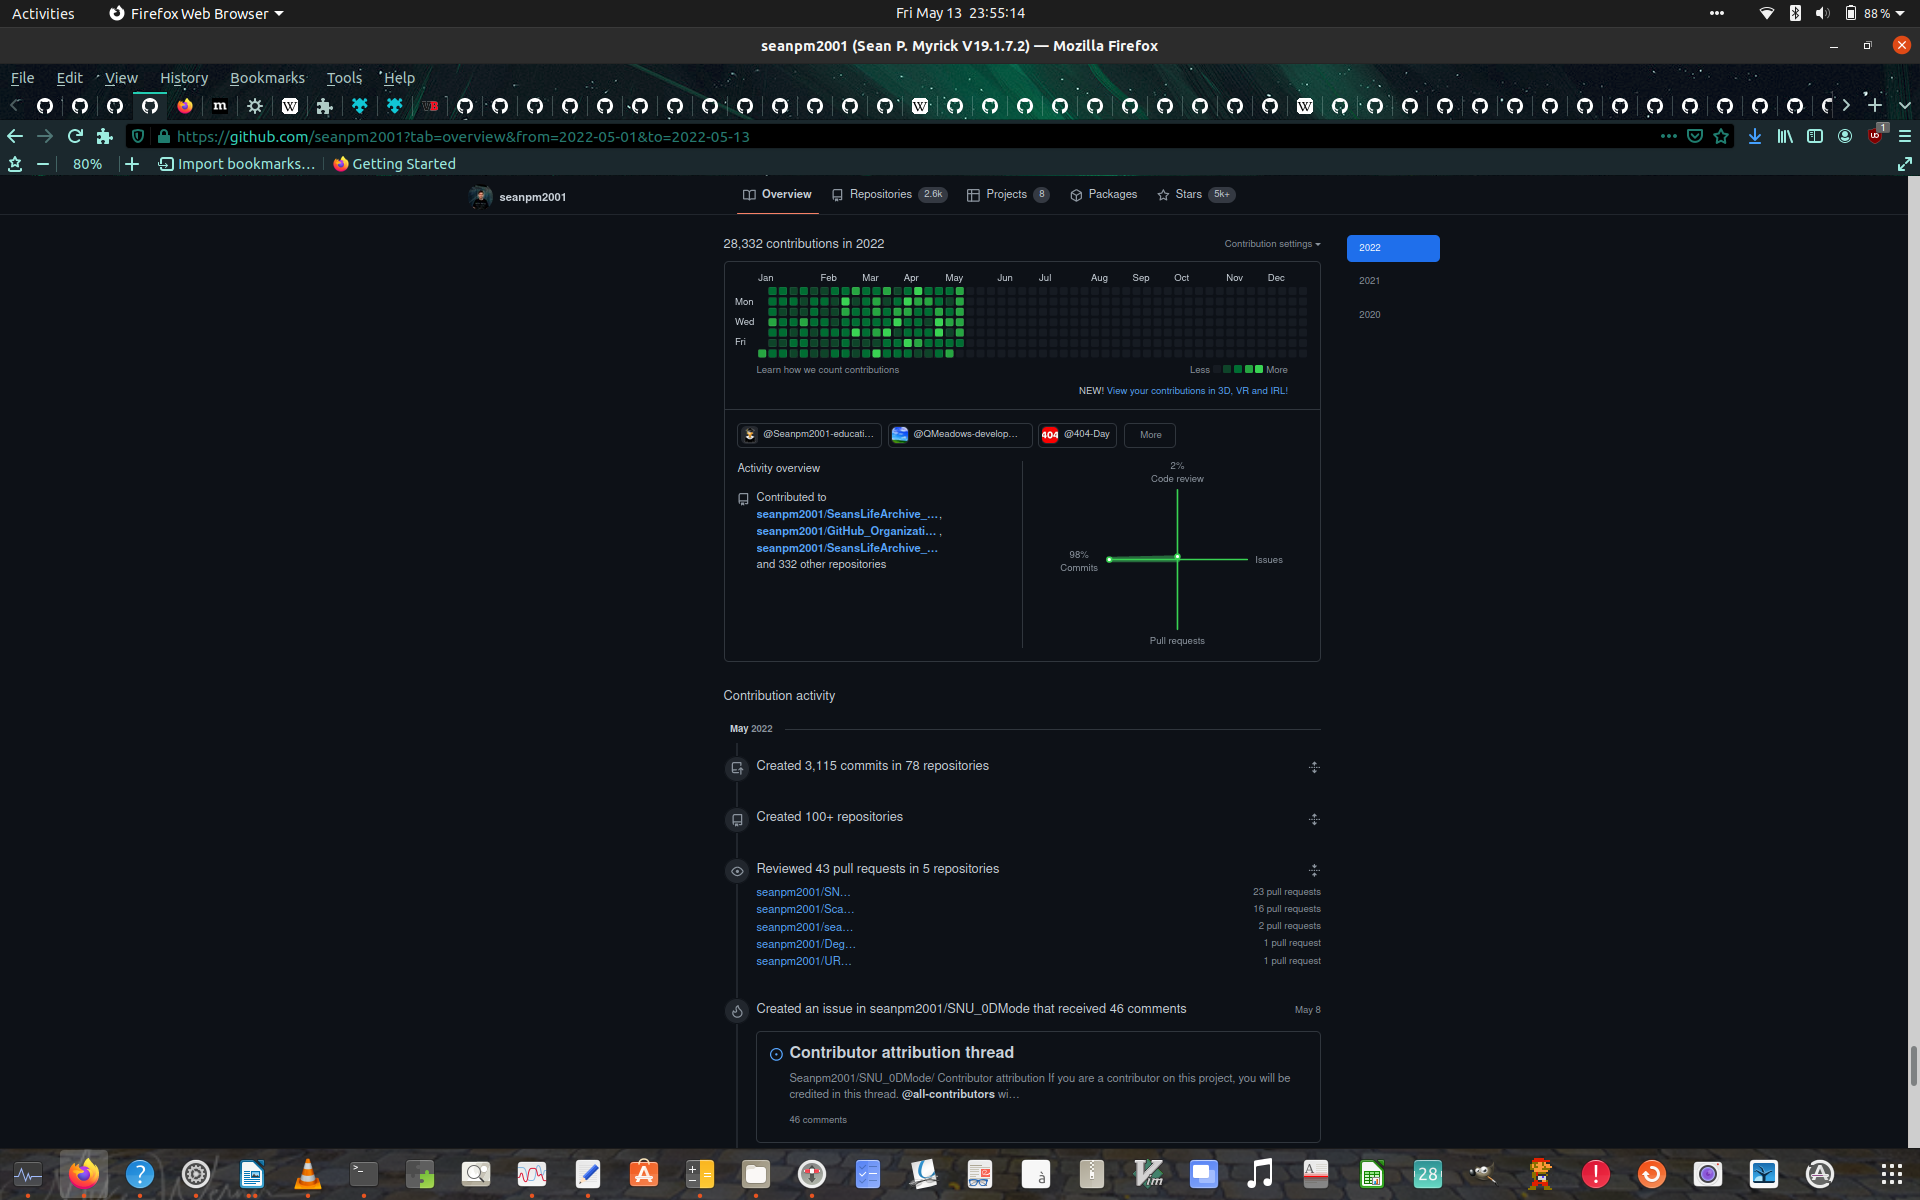 Activities
Firefox Web Browser
Fri May 13 23:55:14
88 %
seanpm2001 (Sean P. Myrick V19.1.7.2) — Mozilla Firefox
File Edit View History Bookmarks Tools Help
https://github.com/seanpm2001?tab=overview&from=2022-05-01&to=2022-05-13
1
80%
Import bookmarks…
Getting Started
seanpm2001
Overview
Repositories 2.6k
Projects 8
Packages
Stars 5k+
28,332 contributions in 2022
Contribution settings
2022
2021
2020
Jan Feb Mar Apr May Jun Jul Aug Sep Oct Nov Dec
Mon
Wed
Fri
Learn how we count contributions
Less More
NEW! View your contributions in 3D, VR and IRL!
@Seanpm2001-educati…
@QMeadows-develop…
404 @404-Day
More
Activity overview
Contributed to
seanpm2001/SeansLifeArchive_…,
seanpm2001/GitHub_Organizati… ,
seanpm2001/SeansLifeArchive_…
and 332 other repositories
2%
Code review
98%
Commits
Issues
Pull requests
Contribution activity
May 2022
Created 3,115 commits in 78 repositories
Created 100+ repositories
Reviewed 43 pull requests in 5 repositories
seanpm2001/SN… 23 pull requests
seanpm2001/Sca… 16 pull requests
seanpm2001/sea… 2 pull requests
seanpm2001/Deg… 1 pull request
seanpm2001/UR… 1 pull request
Created an issue in seanpm2001/SNU_0DMode that received 46 comments May 8
Contributor attribution thread
Seanpm2001/SNU_0DMode/ Contributor attribution If you are a contributor on this project, you will be
credited in this thread. @all-contributors wi…
46 comments
28